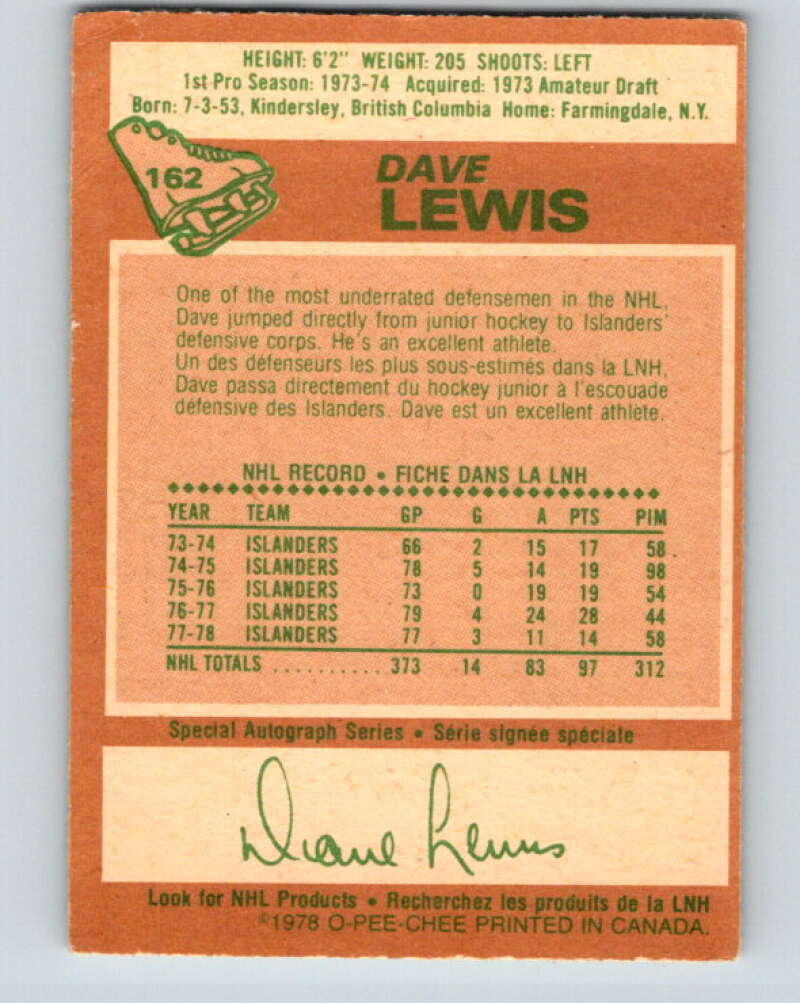 HEIGHT: 6'2" WEIGHT: 205 SHOOTS: LEFT
1st Pro Season: 1973-74 Acquired: 1973 Amateur Draft
Born: 7-3-53, Kindersley, British Columbia Home: Farmingdale, N.Y.
162
DAVE
LEWIS
One of the most underrated defensemen in the NHL,
Dave jumped directly from junior hockey to Islanders'
defensive corps. He's an excellent athlete.
Un des défenseurs les plus sous-estimés dans la LNH,
Dave passa directement du hockey junior à l'escouade
défensive des Islanders. Dave est un excellent athlète.
NHL RECORD • FICHE DANS LA LNH
YEAR TEAM GP G A PTS PIM
73-74 ISLANDERS 66 2 15 17 58
74-75 ISLANDERS 78 5 14 19 98
75-76 ISLANDERS 73 0 19 19 54
76-77 ISLANDERS 79 4 24 28 44
77-78 ISLANDERS 77 3 11 14 58
NHL TOTALS ........... 373 14 83 97 312
Special Autograph Series • Série signée spéciale
Dave Lewis
Look for NHL Products • Recherchez les produits de la LNH
©1978 O-PEE-CHEE PRINTED IN CANADA.